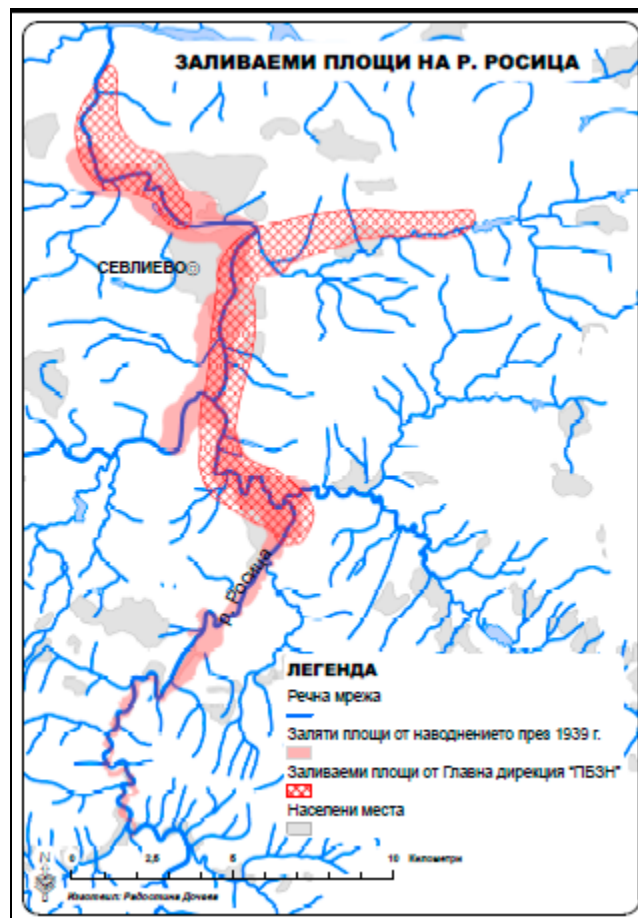 ЗАЛИВАЕМИ ПЛОЩИ НА Р. РОСИЦА
СЕВЛИЕВО
р. Росица
ЛЕГЕНДА
Речна мрежа
Заляти площи от наводнението през 1939 г.
Заливаеми площи от Главна дирекция "ПБЗН"
Населени места
N
0 2,5 5 10 Километри
Изготвил: Радостина Дочева